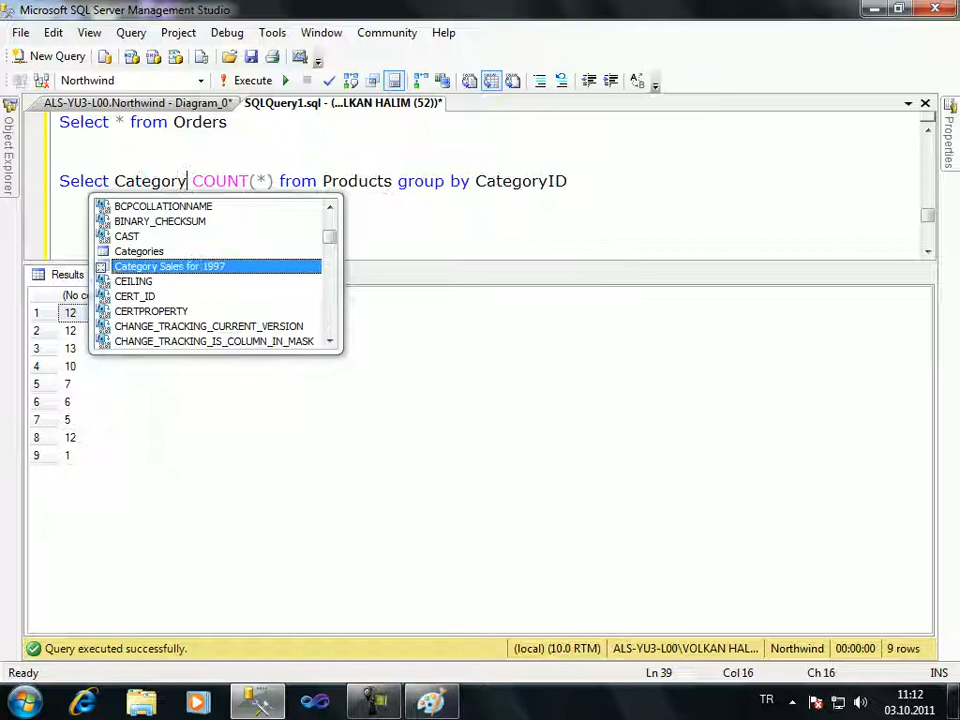 Microsoft SQL Server Management Studio
File Edit View Query Project Debug Tools Window Community Help
New Query
Northwind Execute
ALS-YU3-L00.Northwind - Diagram_0* SQLQuery1.sql - (...LKAN HALIM (52))*
Object Explorer
Properties
Select * from Orders
Select Category COUNT(*) from Products group by CategoryID
BCPCOLLATIONNAME
BINARY_CHECKSUM
CAST
Categories
Category Sales for 1997
CEILING
CERT_ID
CERTPROPERTY
CHANGE_TRACKING_CURRENT_VERSION
CHANGE_TRACKING_IS_COLUMN_IN_MASK
Results
(No c
1 12
2 12
3 13
4 10
5 7
6 6
7 5
8 12
9 1
Query executed successfully. (local) (10.0 RTM) ALS-YU3-L00\VOLKAN HAL... Northwind 00:00:00 9 rows
Ready Ln 39 Col 16 Ch 16 INS
TR 11:12
03.10.2011